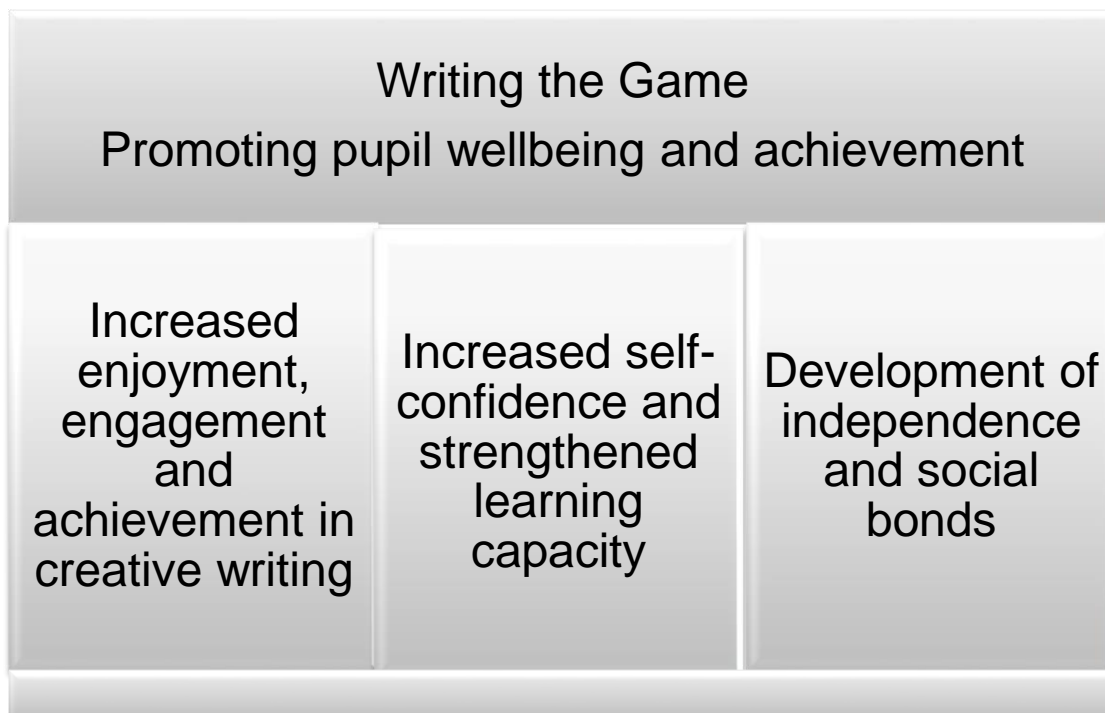 Writing the Game
Promoting pupil wellbeing and achievement
Increased
enjoyment,
engagement
and
achievement in
creative writing
Increased self-
confidence and
strengthened
learning
capacity
Development of
independence
and social
bonds